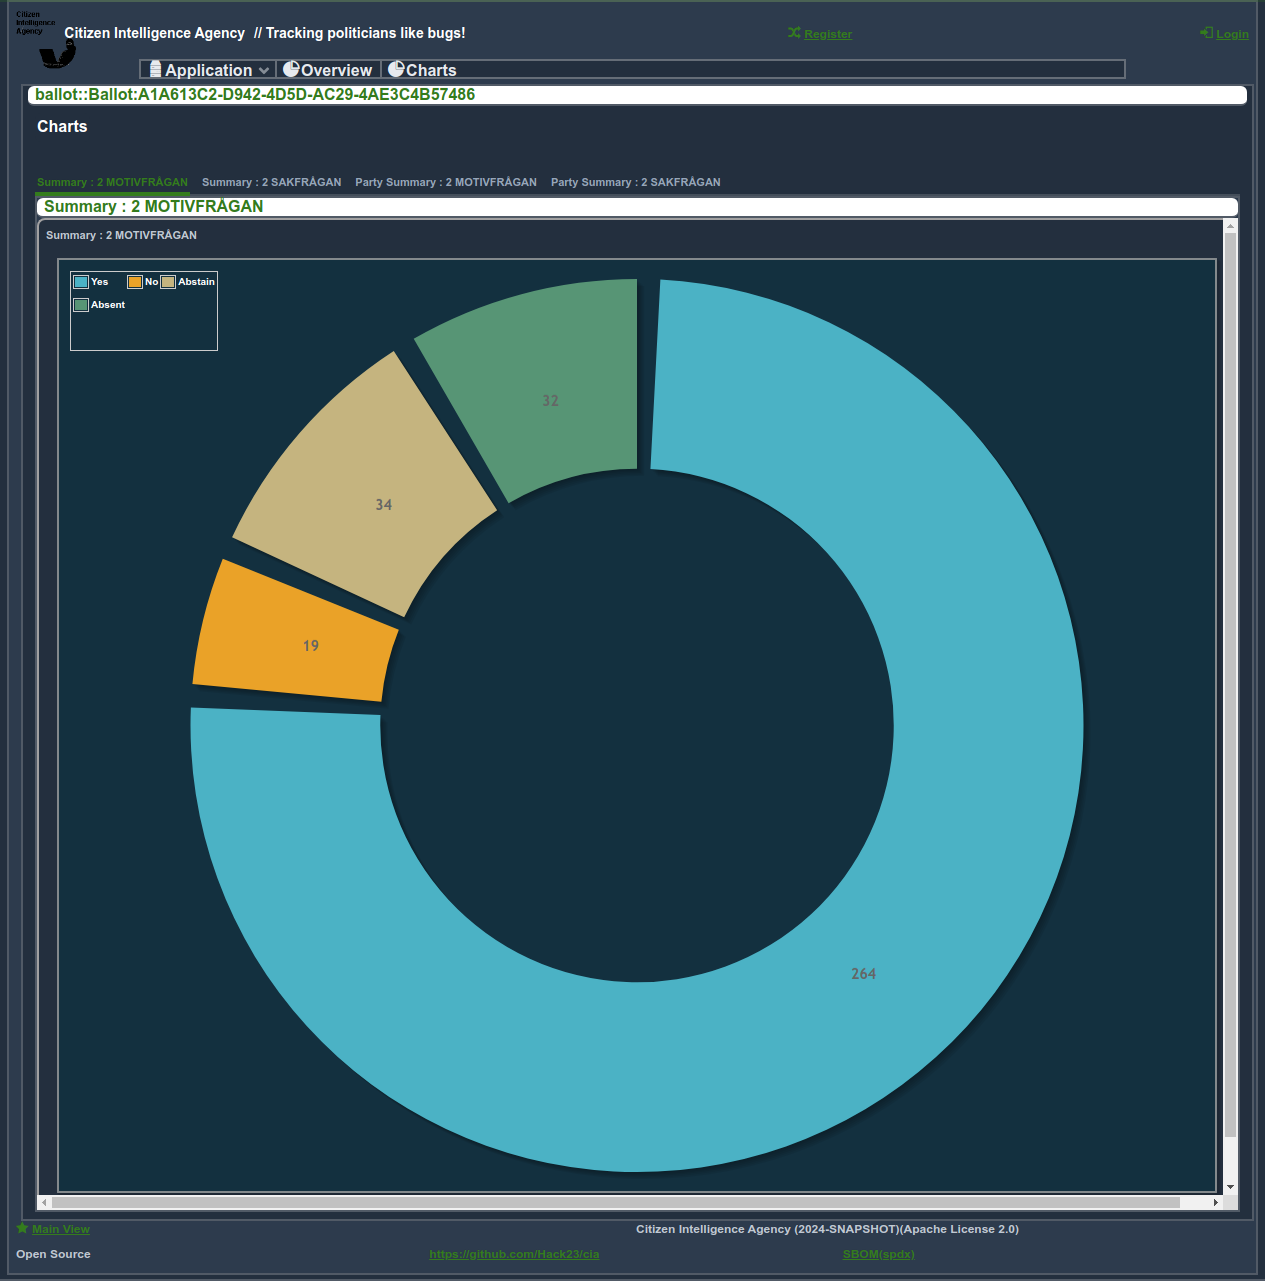 Citizen
Intelligence
Agency
Citizen Intelligence Agency // Tracking politicians like bugs!
Register
Login
Application
Overview
Charts
ballot::Ballot:A1A613C2-D942-4D5D-AC29-4AE3C4B57486
Charts
Summary : 2 MOTIVFRÅGAN
Summary : 2 SAKFRÅGAN
Party Summary : 2 MOTIVFRÅGAN
Party Summary : 2 SAKFRÅGAN
Summary : 2 MOTIVFRÅGAN
Summary : 2 MOTIVFRÅGAN
Yes
No
Abstain
Absent
32
34
19
264
Main View
Citizen Intelligence Agency (2024-SNAPSHOT)(Apache License 2.0)
Open Source
https://github.com/Hack23/cia
SBOM(spdx)